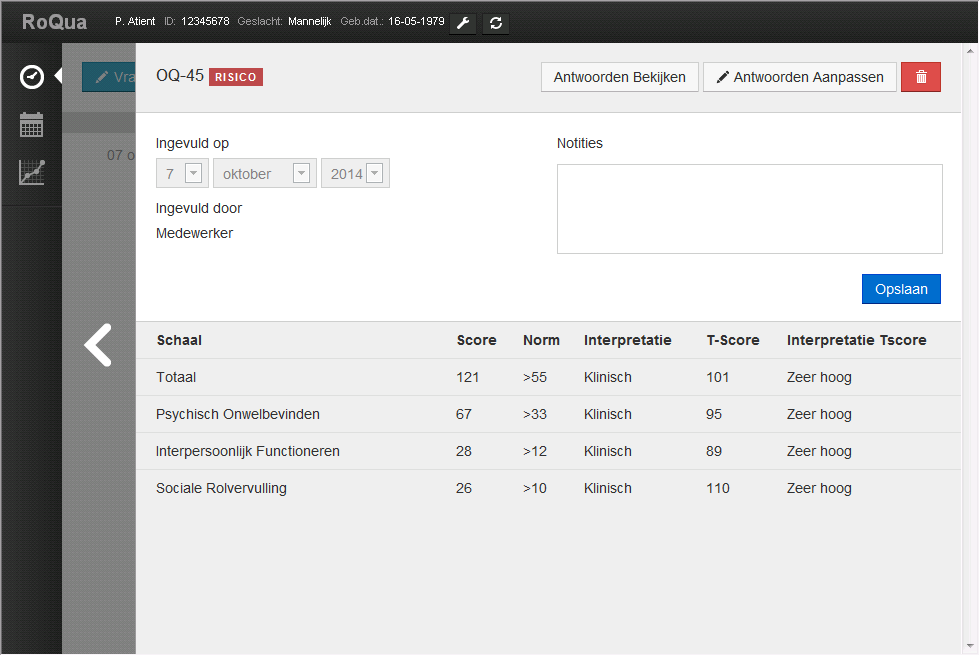 RoQua P. Atient ID: 12345678 Geslacht: Mannelijk Geb.dat.: 16-05-1979
Vra
07 o
OQ-45 RISICO Antwoorden Bekijken Antwoorden Aanpassen
Ingevuld op Notities
7 oktober 2014
Ingevuld door
Medewerker
Opslaan
Schaal Score Norm Interpretatie T-Score Interpretatie Tscore
Totaal 121 >55 Klinisch 101 Zeer hoog
Psychisch Onwelbevinden 67 >33 Klinisch 95 Zeer hoog
Interpersoonlijk Functioneren 28 >12 Klinisch 89 Zeer hoog
Sociale Rolvervulling 26 >10 Klinisch 110 Zeer hoog